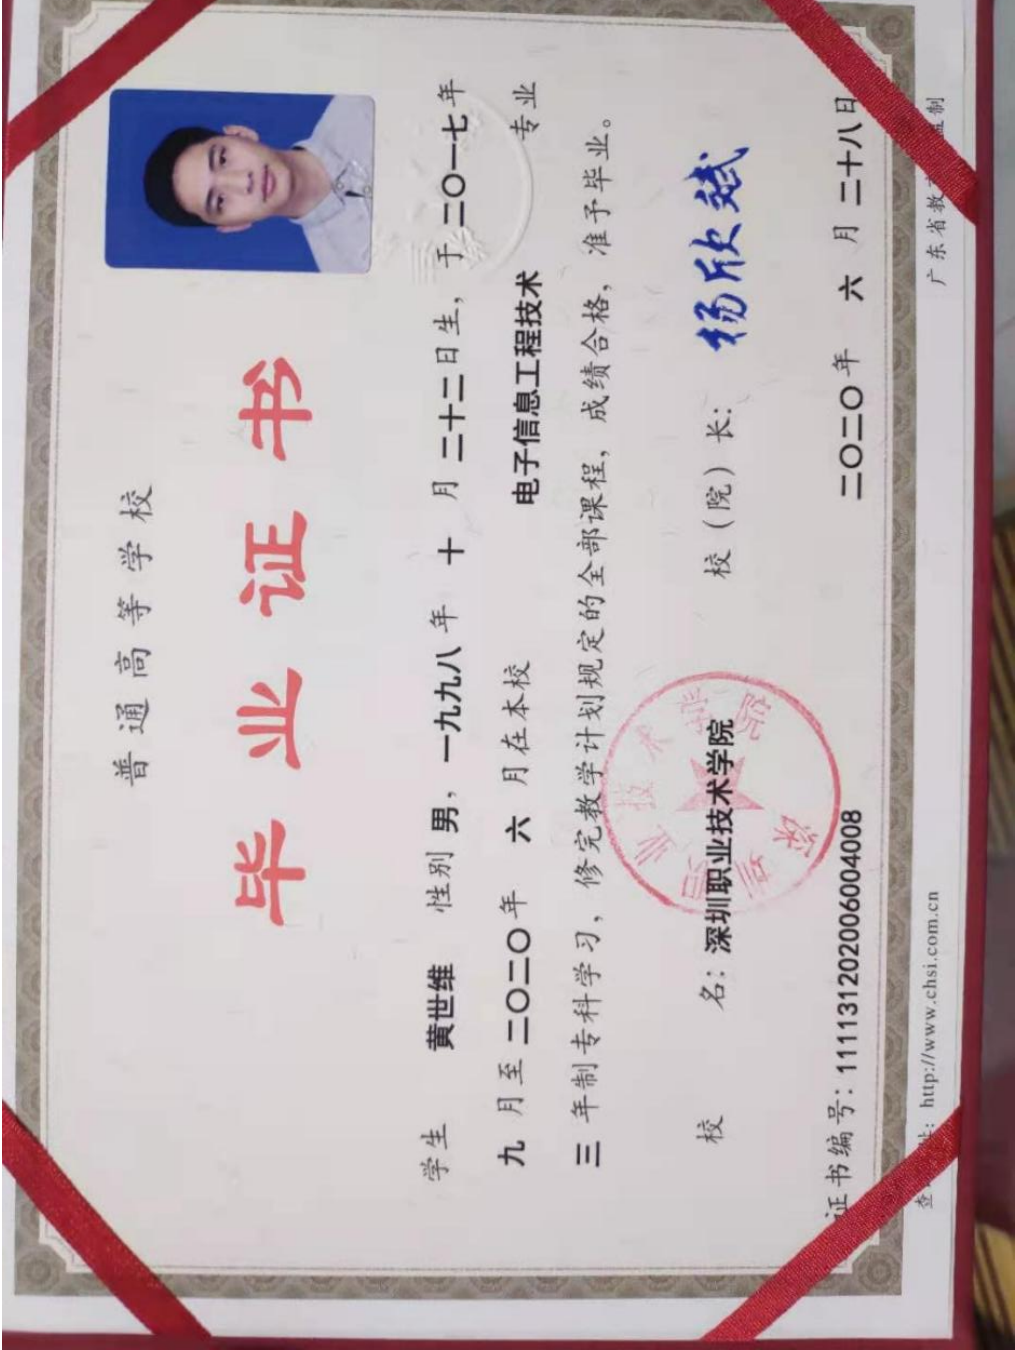 普通高等学校
毕业证书
学生 黄世维 性别 男，一九九八年 十 月 二十二日生，于 二〇一七年
九 月至 二〇二〇年 六 月在本校 电子信息工程技术 专业
三 年制专科学习，修完教学计划规定的全部课程，成绩合格，准予毕业。
校 名：深圳职业技术学院 校（院）长：杨欣斌
深圳职业技术学院
证书编号：111131202006004008 二〇二〇年 六 月 二十八日
查 址：http://www.chsi.com.cn 广东省教 监制